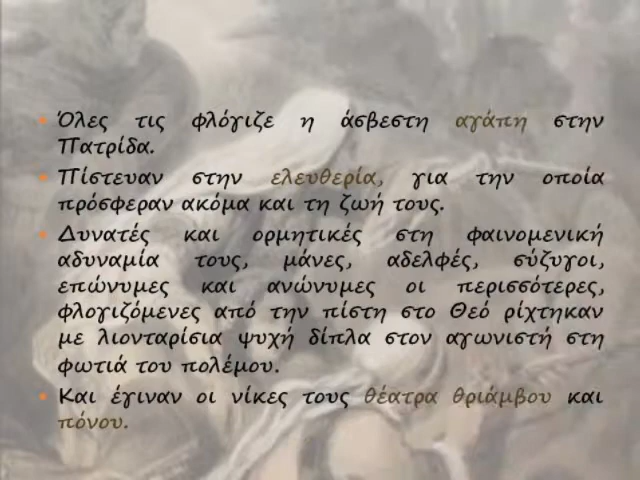 • Όλες τις φλόγιζε η άσβεστη αγάπη στην
Πατρίδα.
• Πίστευαν στην ελευθερία, για την οποία
πρόσφεραν ακόμα και τη ζωή τους.
• Δυνατές και ορμητικές στη φαινομενική
αδυναμία τους, μάνες, αδελφές, σύζυγοι,
επώνυμες και ανώνυμες οι περισσότερες,
φλογιζόμενες από την πίστη στο Θεό ρίχτηκαν
με λιονταρίσια ψυχή δίπλα στον αγωνιστή στη
φωτιά του πολέμου.
• Και έγιναν οι νίκες τους θέατρα θριάμβου και
πόνου.